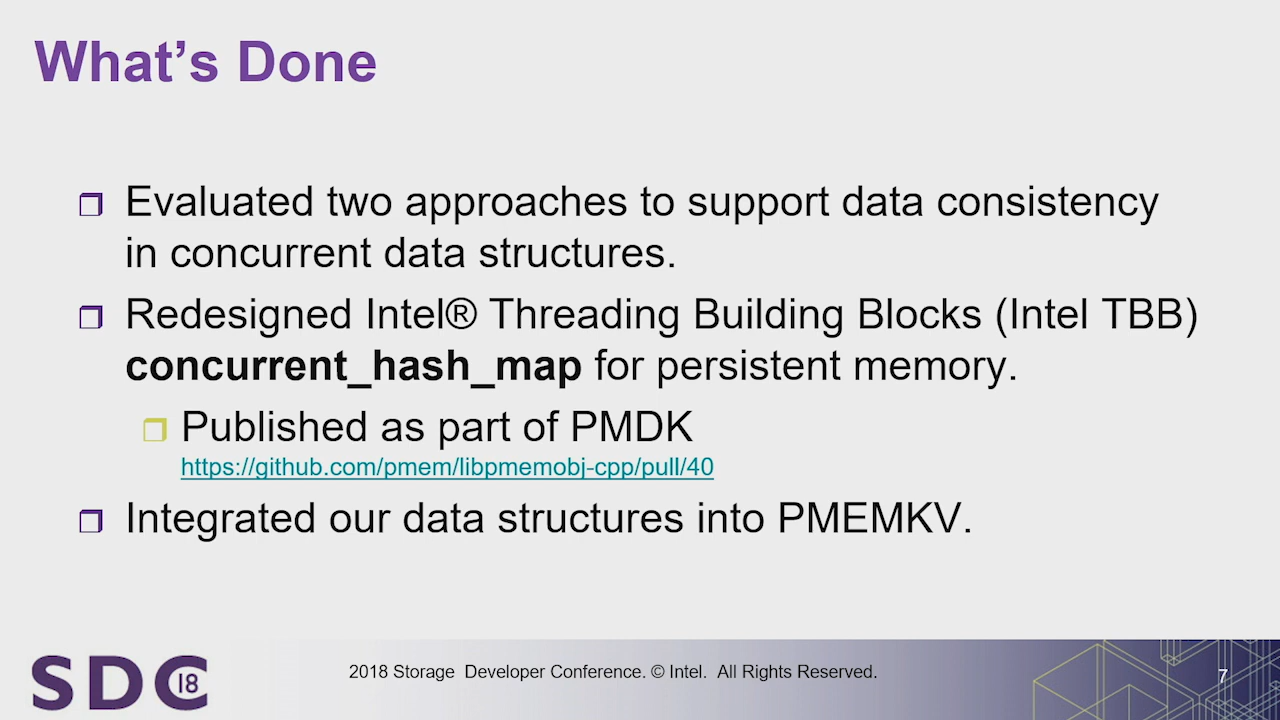 What's Done
Evaluated two approaches to support data consistency
in concurrent data structures.
Redesigned Intel® Threading Building Blocks (Intel TBB)
concurrent_hash_map for persistent memory.
Published as part of PMDK
https://github.com/pmem/libpmemobj-cpp/pull/40
Integrated our data structures into PMEMKV.
SDC 18
2018 Storage Developer Conference. © Intel. All Rights Reserved.
7